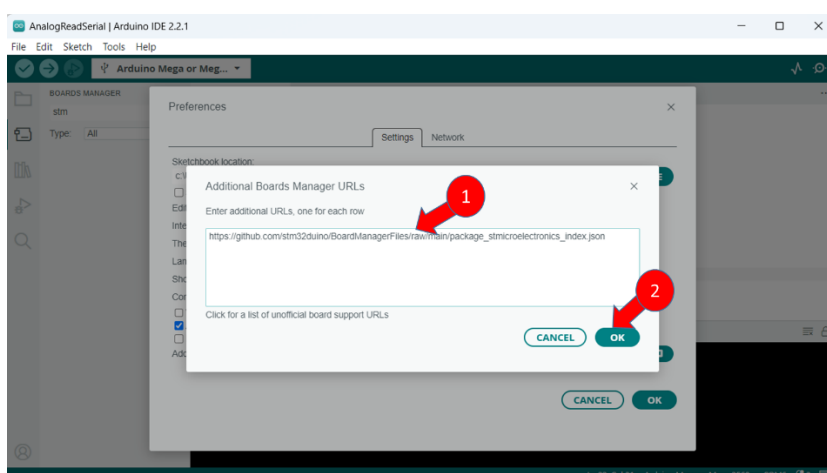 AnalogReadSerial | Arduino IDE 2.2.1
File Edit Sketch Tools Help
Arduino Mega or Meg...
BOARDS MANAGER
stm
Type: All
Preferences
Settings Network
Sketchbook location:
Additional Boards Manager URLs
1
Enter additional URLs, one for each row
https://github.com/stm32duino/BoardManagerFiles/raw/main/package_stmicroelectronics_index.json
2
Click for a list of unofficial board support URLs
CANCEL OK
CANCEL OK